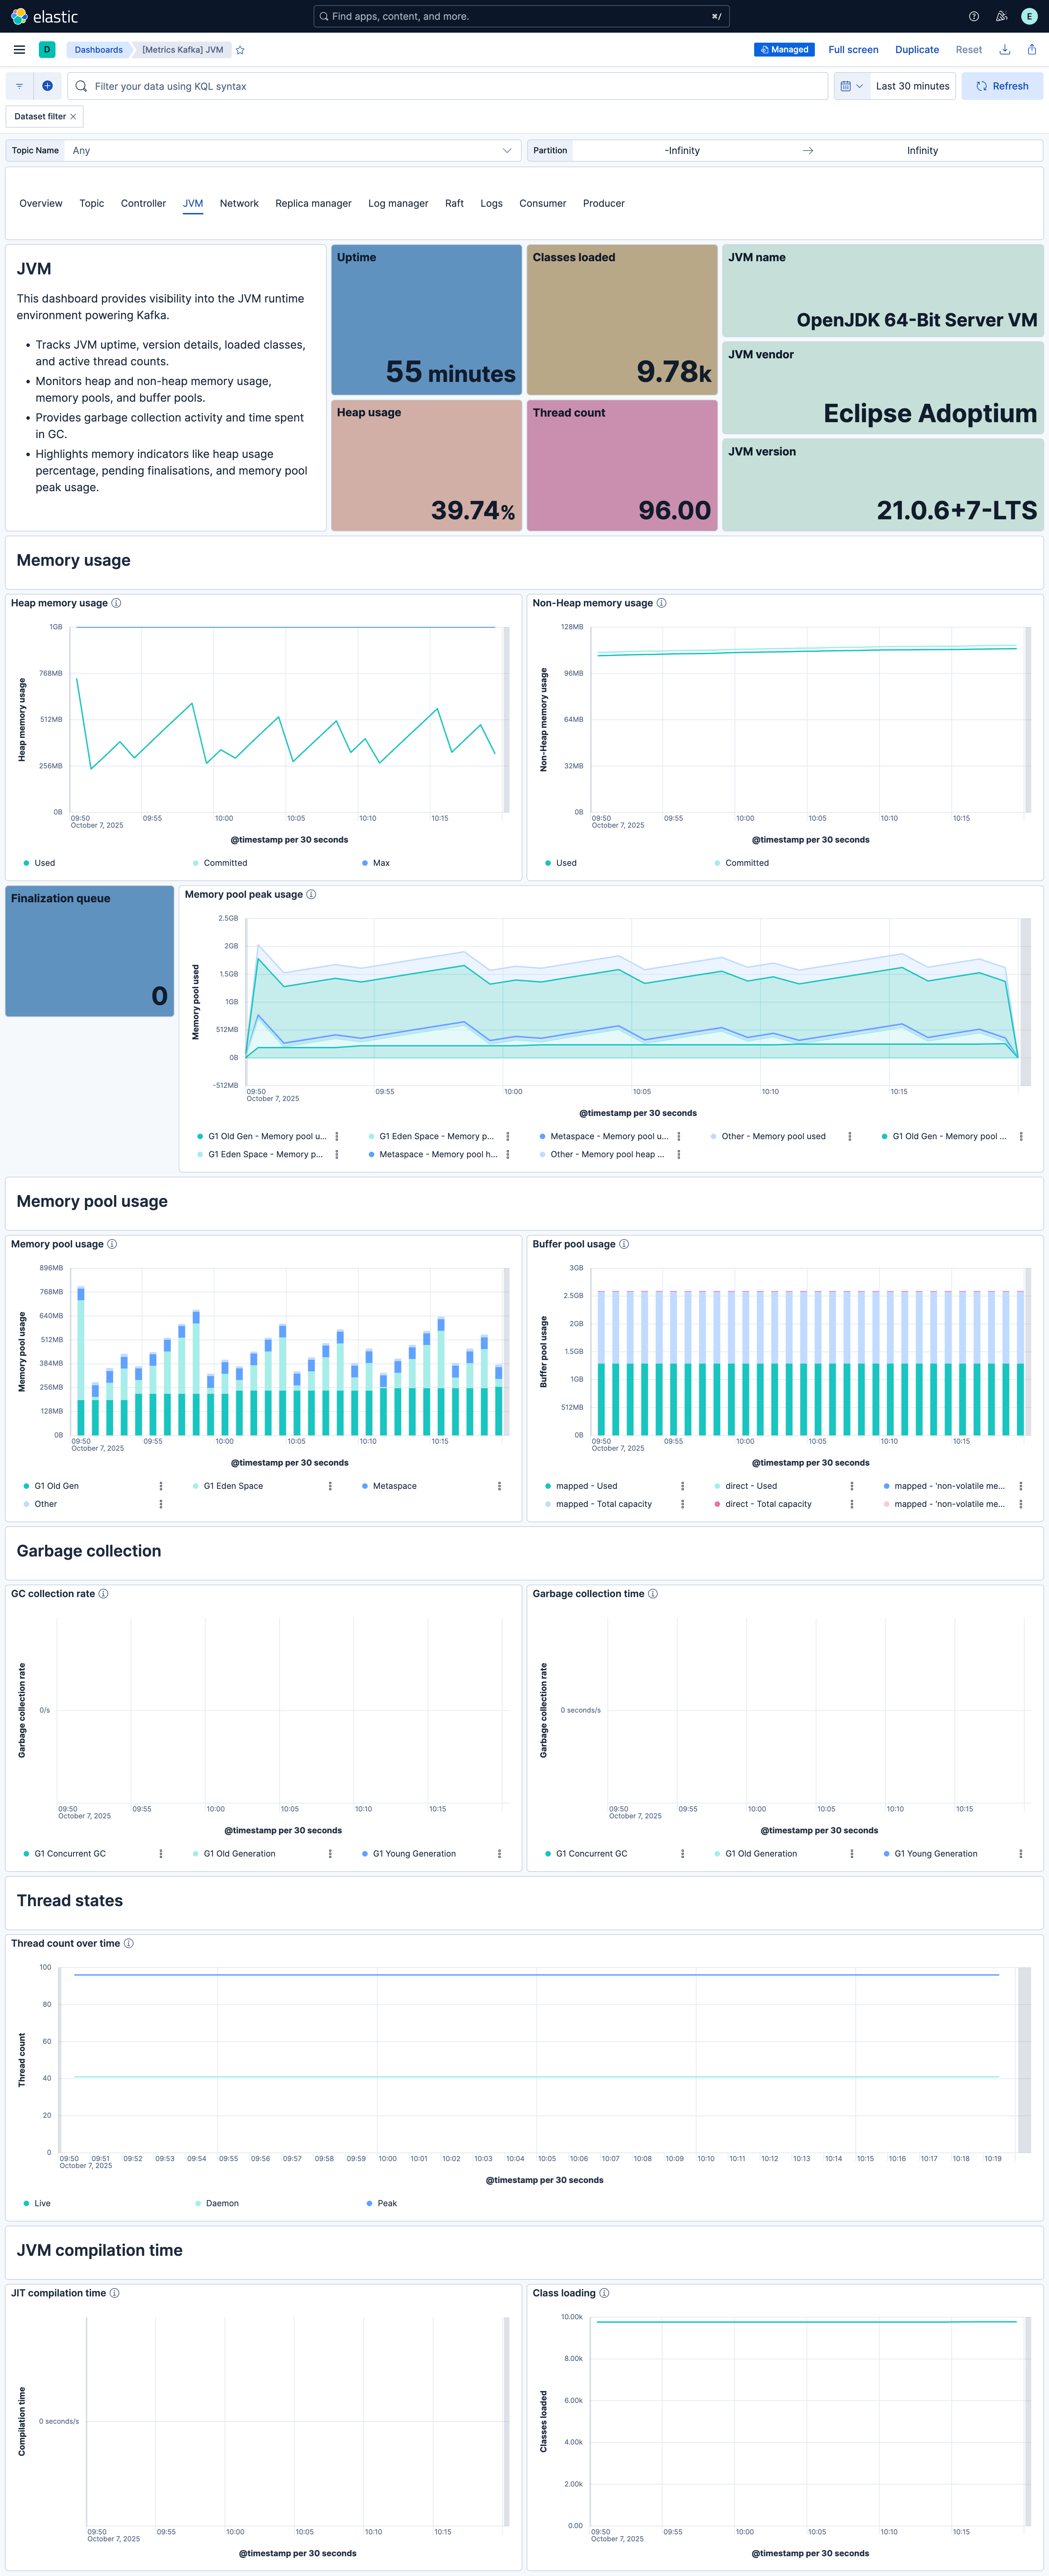 elastic
Find apps, content, and more.
⌘/
E
D
Dashboards
[Metrics Kafka] JVM
Managed
Full screen
Duplicate
Reset
Filter your data using KQL syntax
Last 30 minutes
Refresh
Dataset filter
Topic Name
Any
Partition
-Infinity
Infinity
Overview
Topic
Controller
JVM
Network
Replica manager
Log manager
Raft
Logs
Consumer
Producer
JVM
This dashboard provides visibility into the JVM runtime
environment powering Kafka.
• Tracks JVM uptime, version details, loaded classes,
and active thread counts.
• Monitors heap and non-heap memory usage,
memory pools, and buffer pools.
• Provides garbage collection activity and time spent
in GC.
• Highlights memory indicators like heap usage
percentage, pending finalisations, and memory pool
peak usage.
Uptime
55 minutes
Classes loaded
9.78k
JVM name
OpenJDK 64-Bit Server VM
JVM vendor
Eclipse Adoptium
Heap usage
39.74%
Thread count
96.00
JVM version
21.0.6+7-LTS
Memory usage
Heap memory usage
1GB
768MB
512MB
256MB
0B
Heap memory usage
09:50
09:55
10:00
10:05
10:10
10:15
October 7, 2025
@timestamp per 30 seconds
Used
Committed
Max
Non-Heap memory usage
128MB
96MB
64MB
32MB
0B
Non-Heap memory usage
09:50
09:55
10:00
10:05
10:10
10:15
October 7, 2025
@timestamp per 30 seconds
Used
Committed
Finalization queue
0
Memory pool peak usage
2.5GB
2GB
1.5GB
1GB
512MB
0B
-512MB
Memory pool used
09:50
09:55
10:00
10:05
10:10
10:15
October 7, 2025
@timestamp per 30 seconds
G1 Old Gen - Memory pool u...
G1 Eden Space - Memory p...
Metaspace - Memory pool u...
Other - Memory pool used
G1 Old Gen - Memory pool ...
G1 Eden Space - Memory p...
Metaspace - Memory pool h...
Other - Memory pool heap ...
Memory pool usage
Memory pool usage
896MB
768MB
640MB
512MB
384MB
256MB
128MB
0B
Memory pool usage
09:50
09:55
10:00
10:05
10:10
10:15
October 7, 2025
@timestamp per 30 seconds
G1 Old Gen
G1 Eden Space
Metaspace
Other
Buffer pool usage
3GB
2.5GB
2GB
1.5GB
1GB
512MB
0B
Buffer pool usage
09:50
09:55
10:00
10:05
10:10
10:15
October 7, 2025
@timestamp per 30 seconds
mapped - Used
direct - Used
mapped - 'non-volatile me...
mapped - Total capacity
direct - Total capacity
mapped - 'non-volatile me...
Garbage collection
GC collection rate
0/s
Garbage collection rate
09:50
09:55
10:00
10:05
10:10
10:15
October 7, 2025
@timestamp per 30 seconds
G1 Concurrent GC
G1 Old Generation
G1 Young Generation
Garbage collection time
0 seconds/s
Garbage collection rate
09:50
09:55
10:00
10:05
10:10
10:15
October 7, 2025
@timestamp per 30 seconds
G1 Concurrent GC
G1 Old Generation
G1 Young Generation
Thread states
Thread count over time
100
80
60
40
20
0
Thread count
09:50
09:51
09:52
09:53
09:54
09:55
09:56
09:57
09:58
09:59
10:00
10:01
10:02
10:03
10:04
10:05
10:06
10:07
10:08
10:09
10:10
10:11
10:12
10:13
10:14
10:15
10:16
10:17
10:18
10:19
October 7, 2025
@timestamp per 30 seconds
Live
Daemon
Peak
JVM compilation time
JIT compilation time
0 seconds/s
Compilation time
09:50
09:55
10:00
10:05
10:10
10:15
October 7, 2025
@timestamp per 30 seconds
Class loading
10.00k
8.00k
6.00k
4.00k
2.00k
0.00
Classes loaded
09:50
09:55
10:00
10:05
10:10
10:15
October 7, 2025
@timestamp per 30 seconds